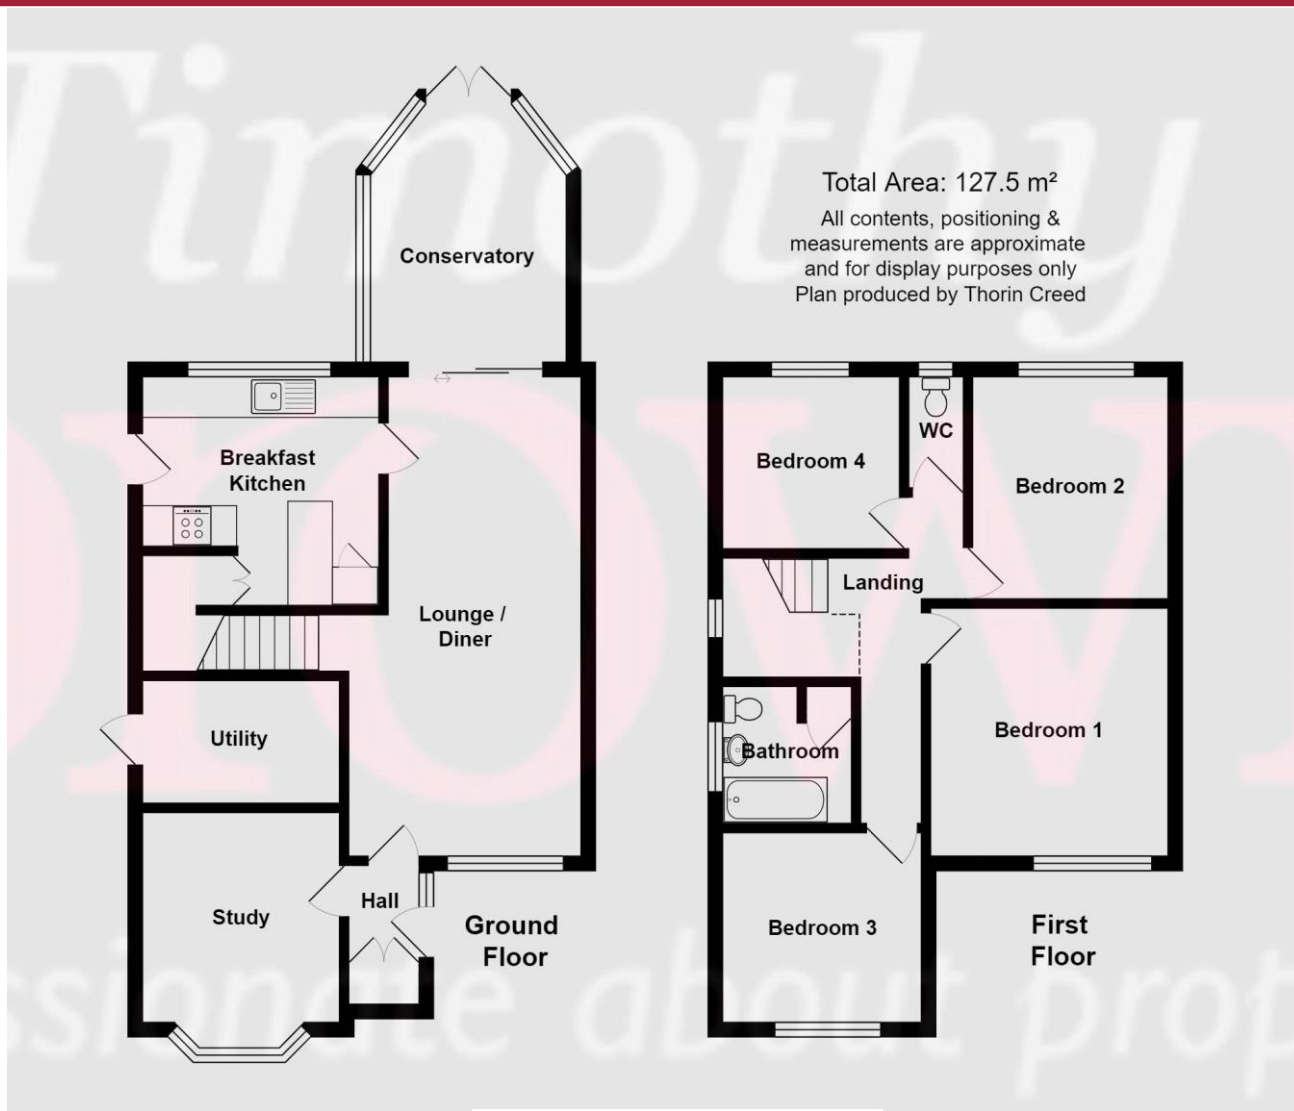 Timothy
Total Area: 127.5 m²
All contents, positioning &
measurements are approximate
and for display purposes only
Plan produced by Thorin Creed
Conservatory
Breakfast
Kitchen
Lounge /
Diner
Utility
Study
Hall
Ground
Floor
Bedroom 4
WC
Bedroom 2
Landing
Bedroom 1
Bathroom
Bedroom 3
First
Floor
about